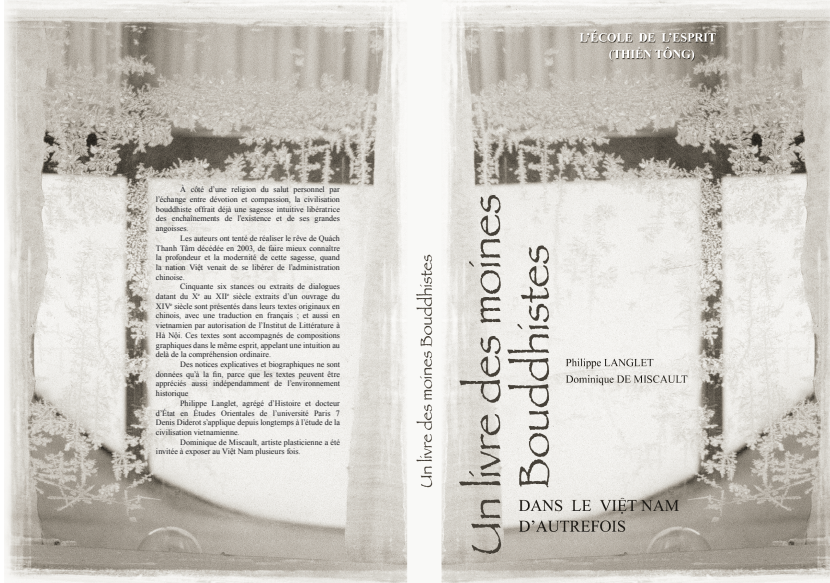 À côté d'une religion du salut personnel par
l'échange entre dévotion et compassion, la civilisation
bouddhiste offrait déjà une sagesse intuitive libératrice
des enchaînements de l'existence et de ses grandes
angoisses.
Les auteurs ont tenté de réaliser le rêve de Quách
Thanh Tâm décédée en 2003, de faire mieux connaître
la profondeur et la modernité de cette sagesse, quand
la nation Việt venait de se libérer de l'administration
chinoise.
Cinquante six stances ou extraits de dialogues
datant du Xe au XIIe siècle extraits d'un ouvrage du
XIVe siècle sont présentés dans leurs textes originaux en
chinois, avec une traduction en français ; et aussi en
vietnamien par autorisation de l'Institut de Littérature à
Hà Nội. Ces textes sont accompagnés de compositions
graphiques dans le même esprit, appelant une intuition au
delà de la compréhension ordinaire.
Des notices explicatives et biographiques ne sont
données qu'à la fin, parce que les textes peuvent être
appréciés aussi indépendamment de l'environnement
historique
Philippe Langlet, agrégé d'Histoire et docteur
d'État en Études Orientales de l'université Paris 7
Denis Diderot s'applique depuis longtemps à l'étude de la
civilisation vietnamienne.
Dominique de Miscault, artiste plasticienne a été
invitée à exposer au Việt Nam plusieurs fois.
Un livre des moines Bouddhistes
L'ÉCOLE DE L'ESPRIT
(THIỀN TÔNG)
Un livre des moines
Bouddhistes
Philippe LANGLET
Dominique DE MISCAULT
DANS LE VIỆT NAM
D'AUTREFOIS